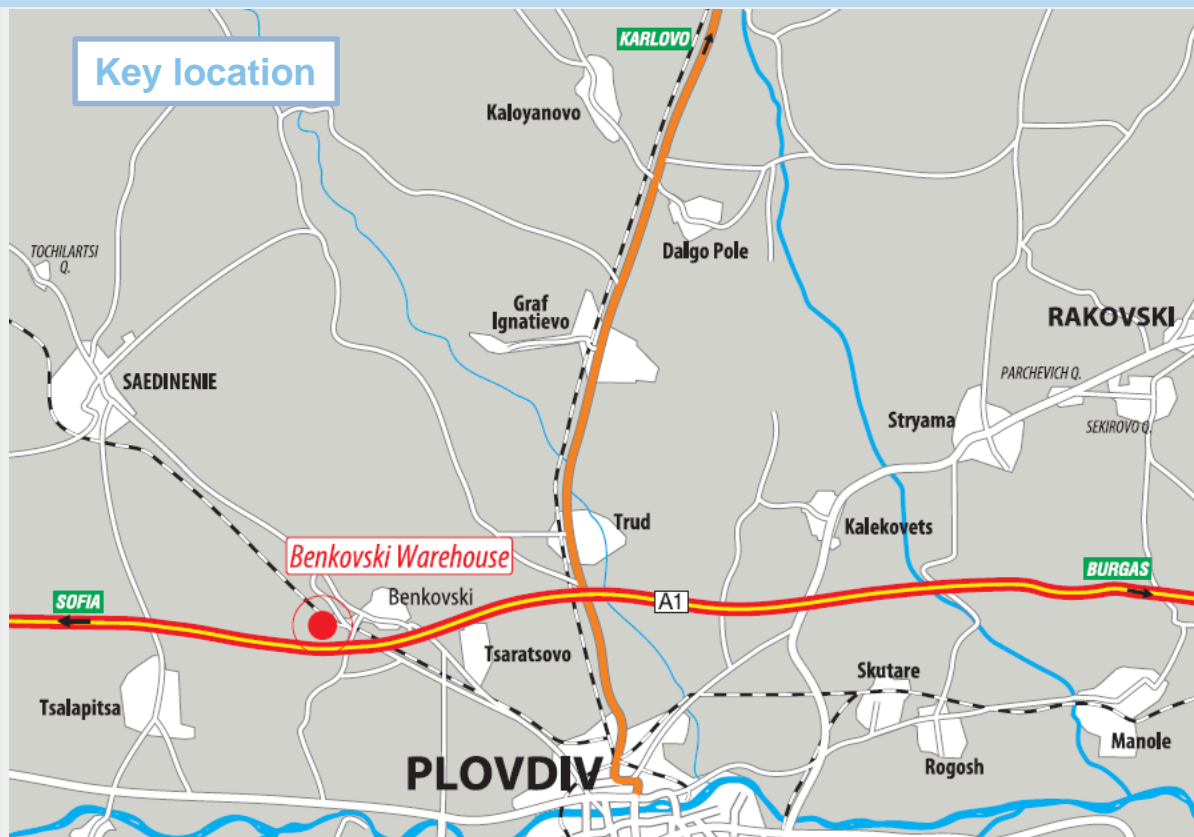 Key location
KARLOVO
Kaloyanovo
Dalgo Pole
TOCHILARTSI
Q.
Graf
Ignatievo
RAKOVSKI
SAEDINENIE
PARCHEVICH Q.
Stryama
SEKIROVO Q.
Trud
Kalekovets
Benkovski Warehouse
BURGAS
SOFIA
Benkovski
A1
Tsaratsovo
Skutare
Tsalapitsa
Manole
Rogosh
PLOVDIV